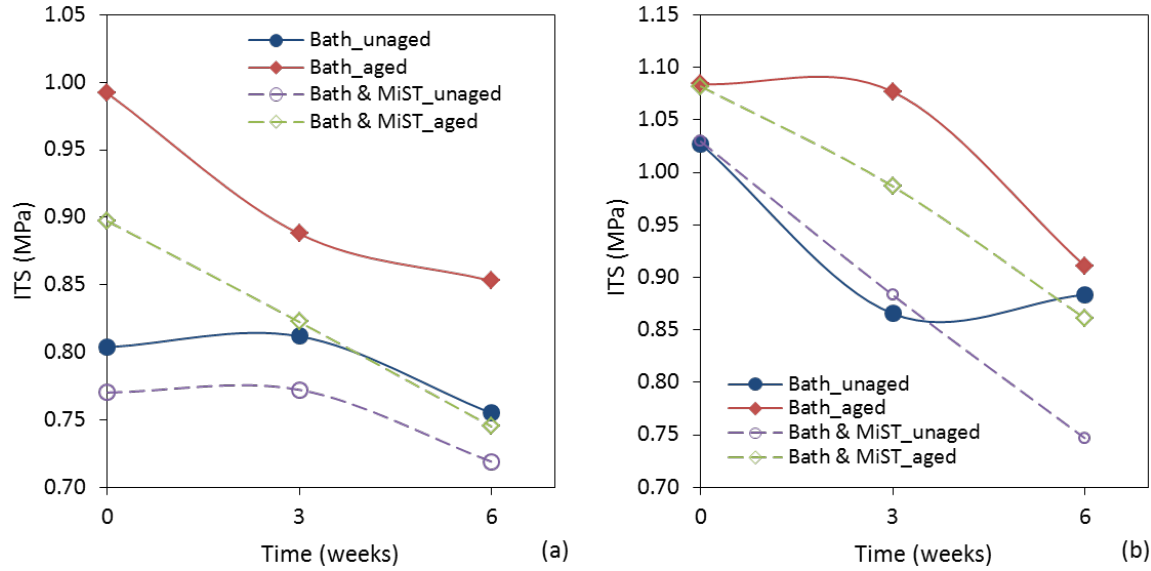 1.05
1.00
0.95
0.90
0.85
0.80
0.75
0.70
ITS (MPa)
Bath_unaged
Bath_aged
Bath & MiST_unaged
Bath & MiST_aged
0
3
6
Time (weeks)
(a)
1.15
1.10
1.05
1.00
0.95
0.90
0.85
0.80
0.75
0.70
ITS (MPa)
Bath_unaged
Bath_aged
Bath & MiST_unaged
Bath & MiST_aged
0
3
6
Time (weeks)
(b)